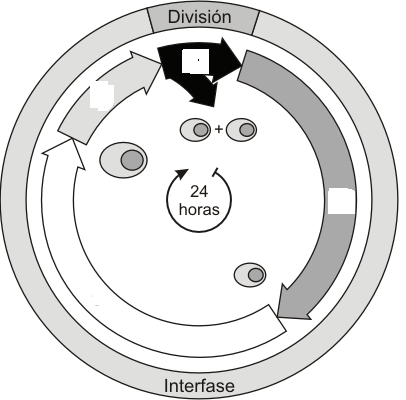 División
+
24
horas
Interfase